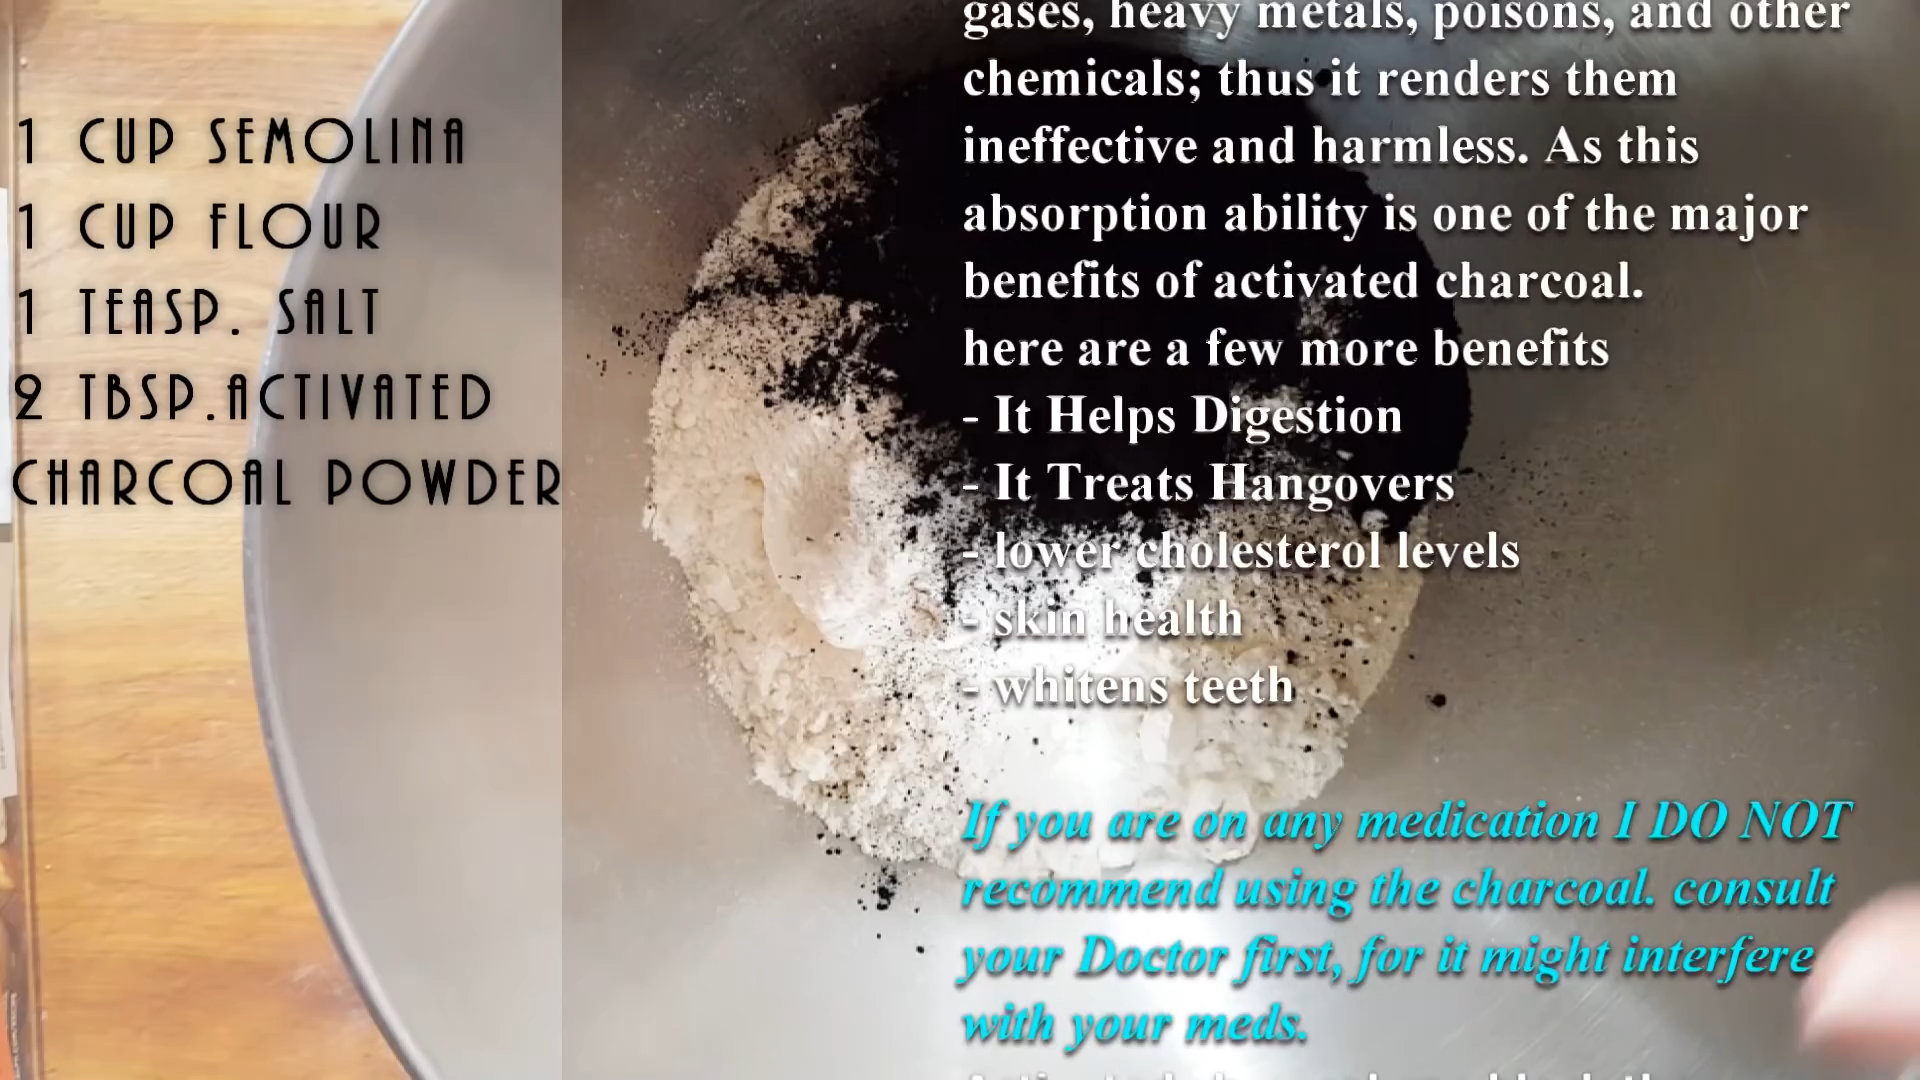 1 CUP SEMOLINA
1 CUP FLOUR
1 TEASP. SALT
2 TBSP.ACTIVATED
CHARCOAL POWDER
gases, heavy metals, poisons, and other
chemicals; thus it renders them
ineffective and harmless. As this
absorption ability is one of the major
benefits of activated charcoal.
here are a few more benefits
- It Helps Digestion
- It Treats Hangovers
- lower cholesterol levels
- skin health
- whitens teeth
If you are on any medication I DO NOT
recommend using the charcoal. consult
your Doctor first, for it might interfere
with your meds.